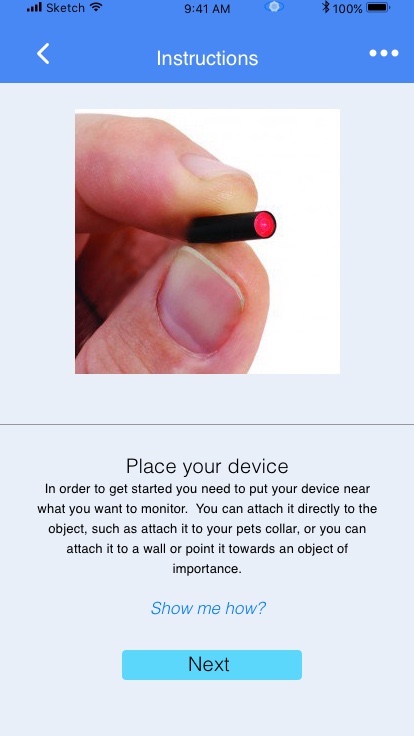 Sketch 9:41 AM 100%
Instructions
Place your device
In order to get started you need to put your device near
what you want to monitor.  You can attach it directly to the
object, such as attach it to your pets collar, or you can
attach it to a wall or point it towards an object of
importance.
Show me how?
Next